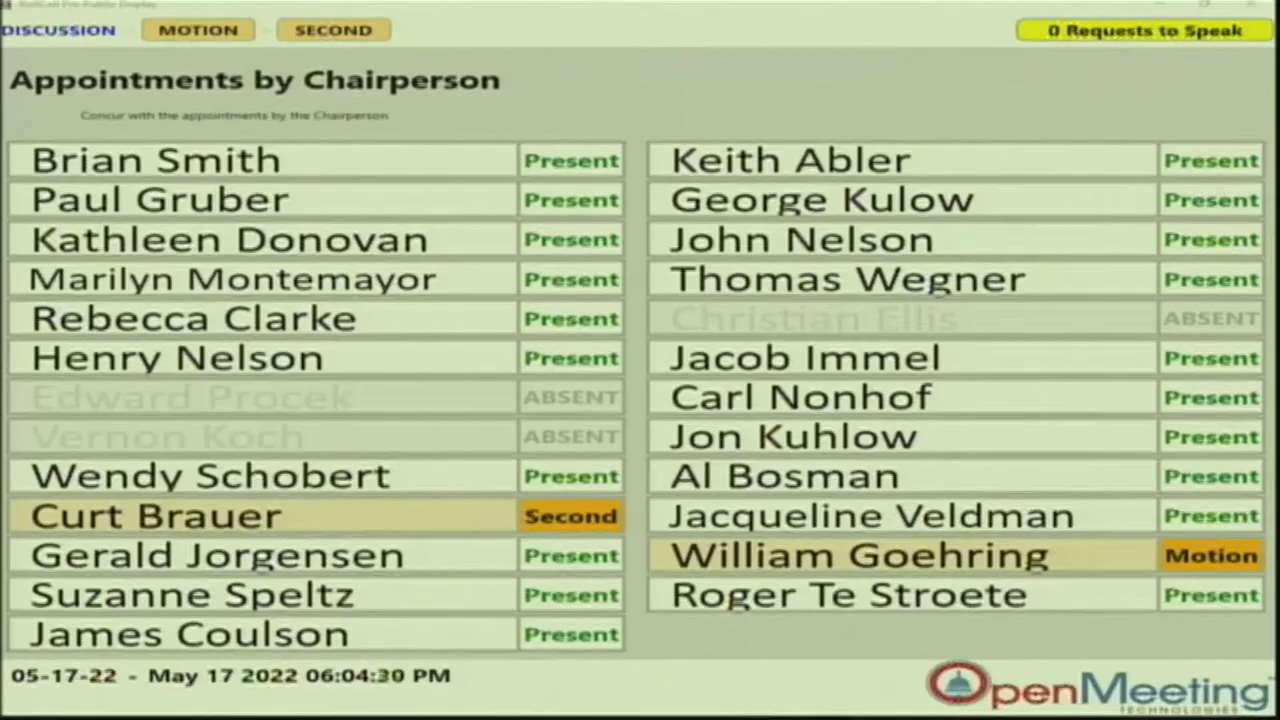 RollCall Pro Public Display
DISCUSSION MOTION SECOND 0 Requests to Speak
Appointments by Chairperson
Concur with the appointments by the Chairperson
Brian Smith Present
Paul Gruber Present
Kathleen Donovan Present
Marilyn Montemayor Present
Rebecca Clarke Present
Henry Nelson Present
Edward Procek ABSENT
Vernon Koch ABSENT
Wendy Schobert Present
Curt Brauer Second
Gerald Jorgensen Present
Suzanne Speltz Present
James Coulson Present
Keith Abler Present
George Kulow Present
John Nelson Present
Thomas Wegner Present
Christian Ellis ABSENT
Jacob Immel Present
Carl Nonhof Present
Jon Kuhlow Present
Al Bosman Present
Jacqueline Veldman Present
William Goehring Motion
Roger Te Stroete Present
05-17-22 - May 17 2022 06:04:30 PM
OpenMeeting
TECHNOLOGIES